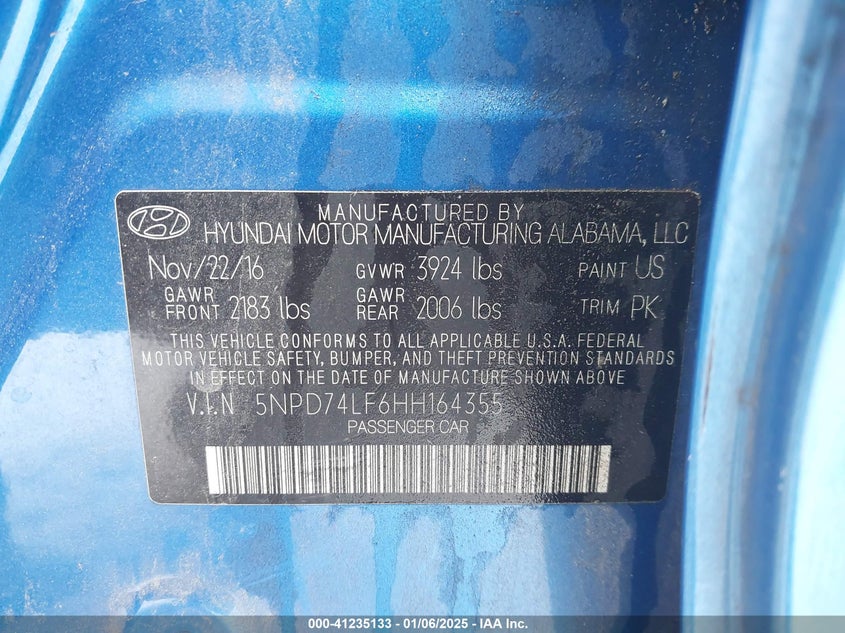 MANUFACTURED BY
HYUNDAI MOTOR MANUFACTURING ALABAMA, LLC
Nov/22/16 GVWR 3924 lbs PAINT US
GAWR FRONT 2183 lbs GAWR REAR 2006 lbs TRIM PK
THIS VEHICLE CONFORMS TO ALL APPLICABLE U.S.A. FEDERAL
MOTOR VEHICLE SAFETY, BUMPER, AND THEFT PREVENTION STANDARDS
IN EFFECT ON THE DATE OF MANUFACTURE SHOWN ABOVE
V.I.N 5NPD74LF6HH164355
PASSENGER CAR
000-41235133 - 01/06/2025 - IAA Inc.